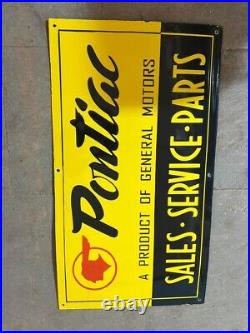 Pontiac
A PRODUCT OF GENERAL MOTORS
SALES·SERVICE·PARTS